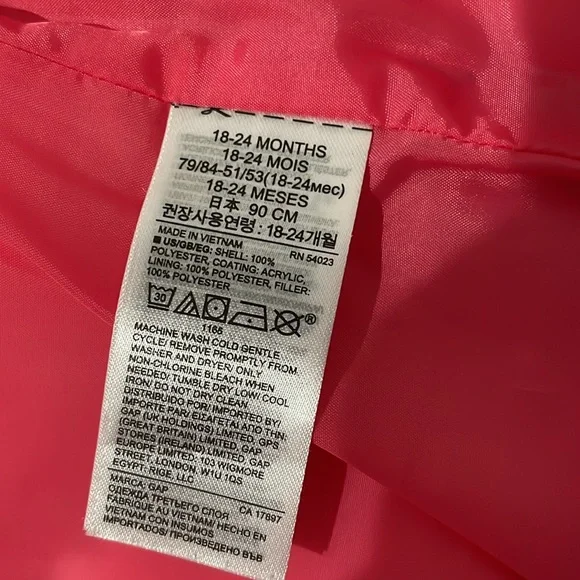 18-24 MONTHS
18-24 MOIS
79/84-51/53(18-24мес)
18-24 MESES
日本 90 CM
권장사용연령: 18-24개월
MADE IN VIETNAM RN 54023
■ US/GB/EG: SHELL: 100%
POLYESTER, COATING: ACRYLIC,
LINING: 100% POLYESTER, FILLER:
100% POLYESTER
30
®
1165
MACHINE WASH COLD GENTLE
CYCLE/ REMOVE PROMPTLY FROM
WASHER AND DRYER/ ONLY
NON-CHLORINE BLEACH WHEN
NEEDED/ TUMBLE DRY LOW/ COOL
IRON/ DO NOT DRY CLEAN
DISTRIBUIDO POR/IMPORTED BY/
IMPORTE PAR/ΕΙΣΑΓΕΤΑΙ ΑΠΟ ΤΗΝ:
GAP (UK HOLDINGS) LIMITED, GPS
(GREAT BRITAIN) LIMITED, GAP
STORES (IRELAND) LIMITED, GAP
EUROPE LIMITED, 103 WIGMORE
STREET, LONDON. W1U 1QS
EGYPT: RIGE, LLC
MARCA: GAP CA 17897
ОДЕЖДА ТРЕТЬЕГО СЛОЯ
FABRIQUE AU VIETNAM/ HECHO EN
VIETNAM CON INSUMOS
IMPORTADOS/ ПРОИЗВЕДЕНО ВЪВ